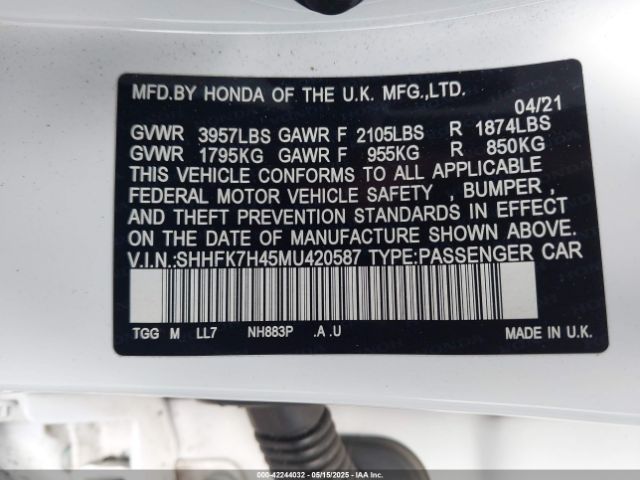 MFD.BY HONDA OF THE U.K. MFG.,LTD.
04/21
GVWR 3957LBS GAWR F 2105LBS R 1874LBS
GVWR 1795KG GAWR F 955KG R 850KG
THIS VEHICLE CONFORMS TO ALL APPLICABLE
FEDERAL MOTOR VEHICLE SAFETY , BUMPER ,
AND THEFT PREVENTION STANDARDS IN EFFECT
ON THE DATE OF MANUFACTURE SHOWN ABOVE.
V.I.N.:SHHFK7H45MU420587 TYPE:PASSENGER CAR
TGG M LL7 NH883P .A .U MADE IN U.K.
000-42244032 - 05/15/2025 - IAAI.COM